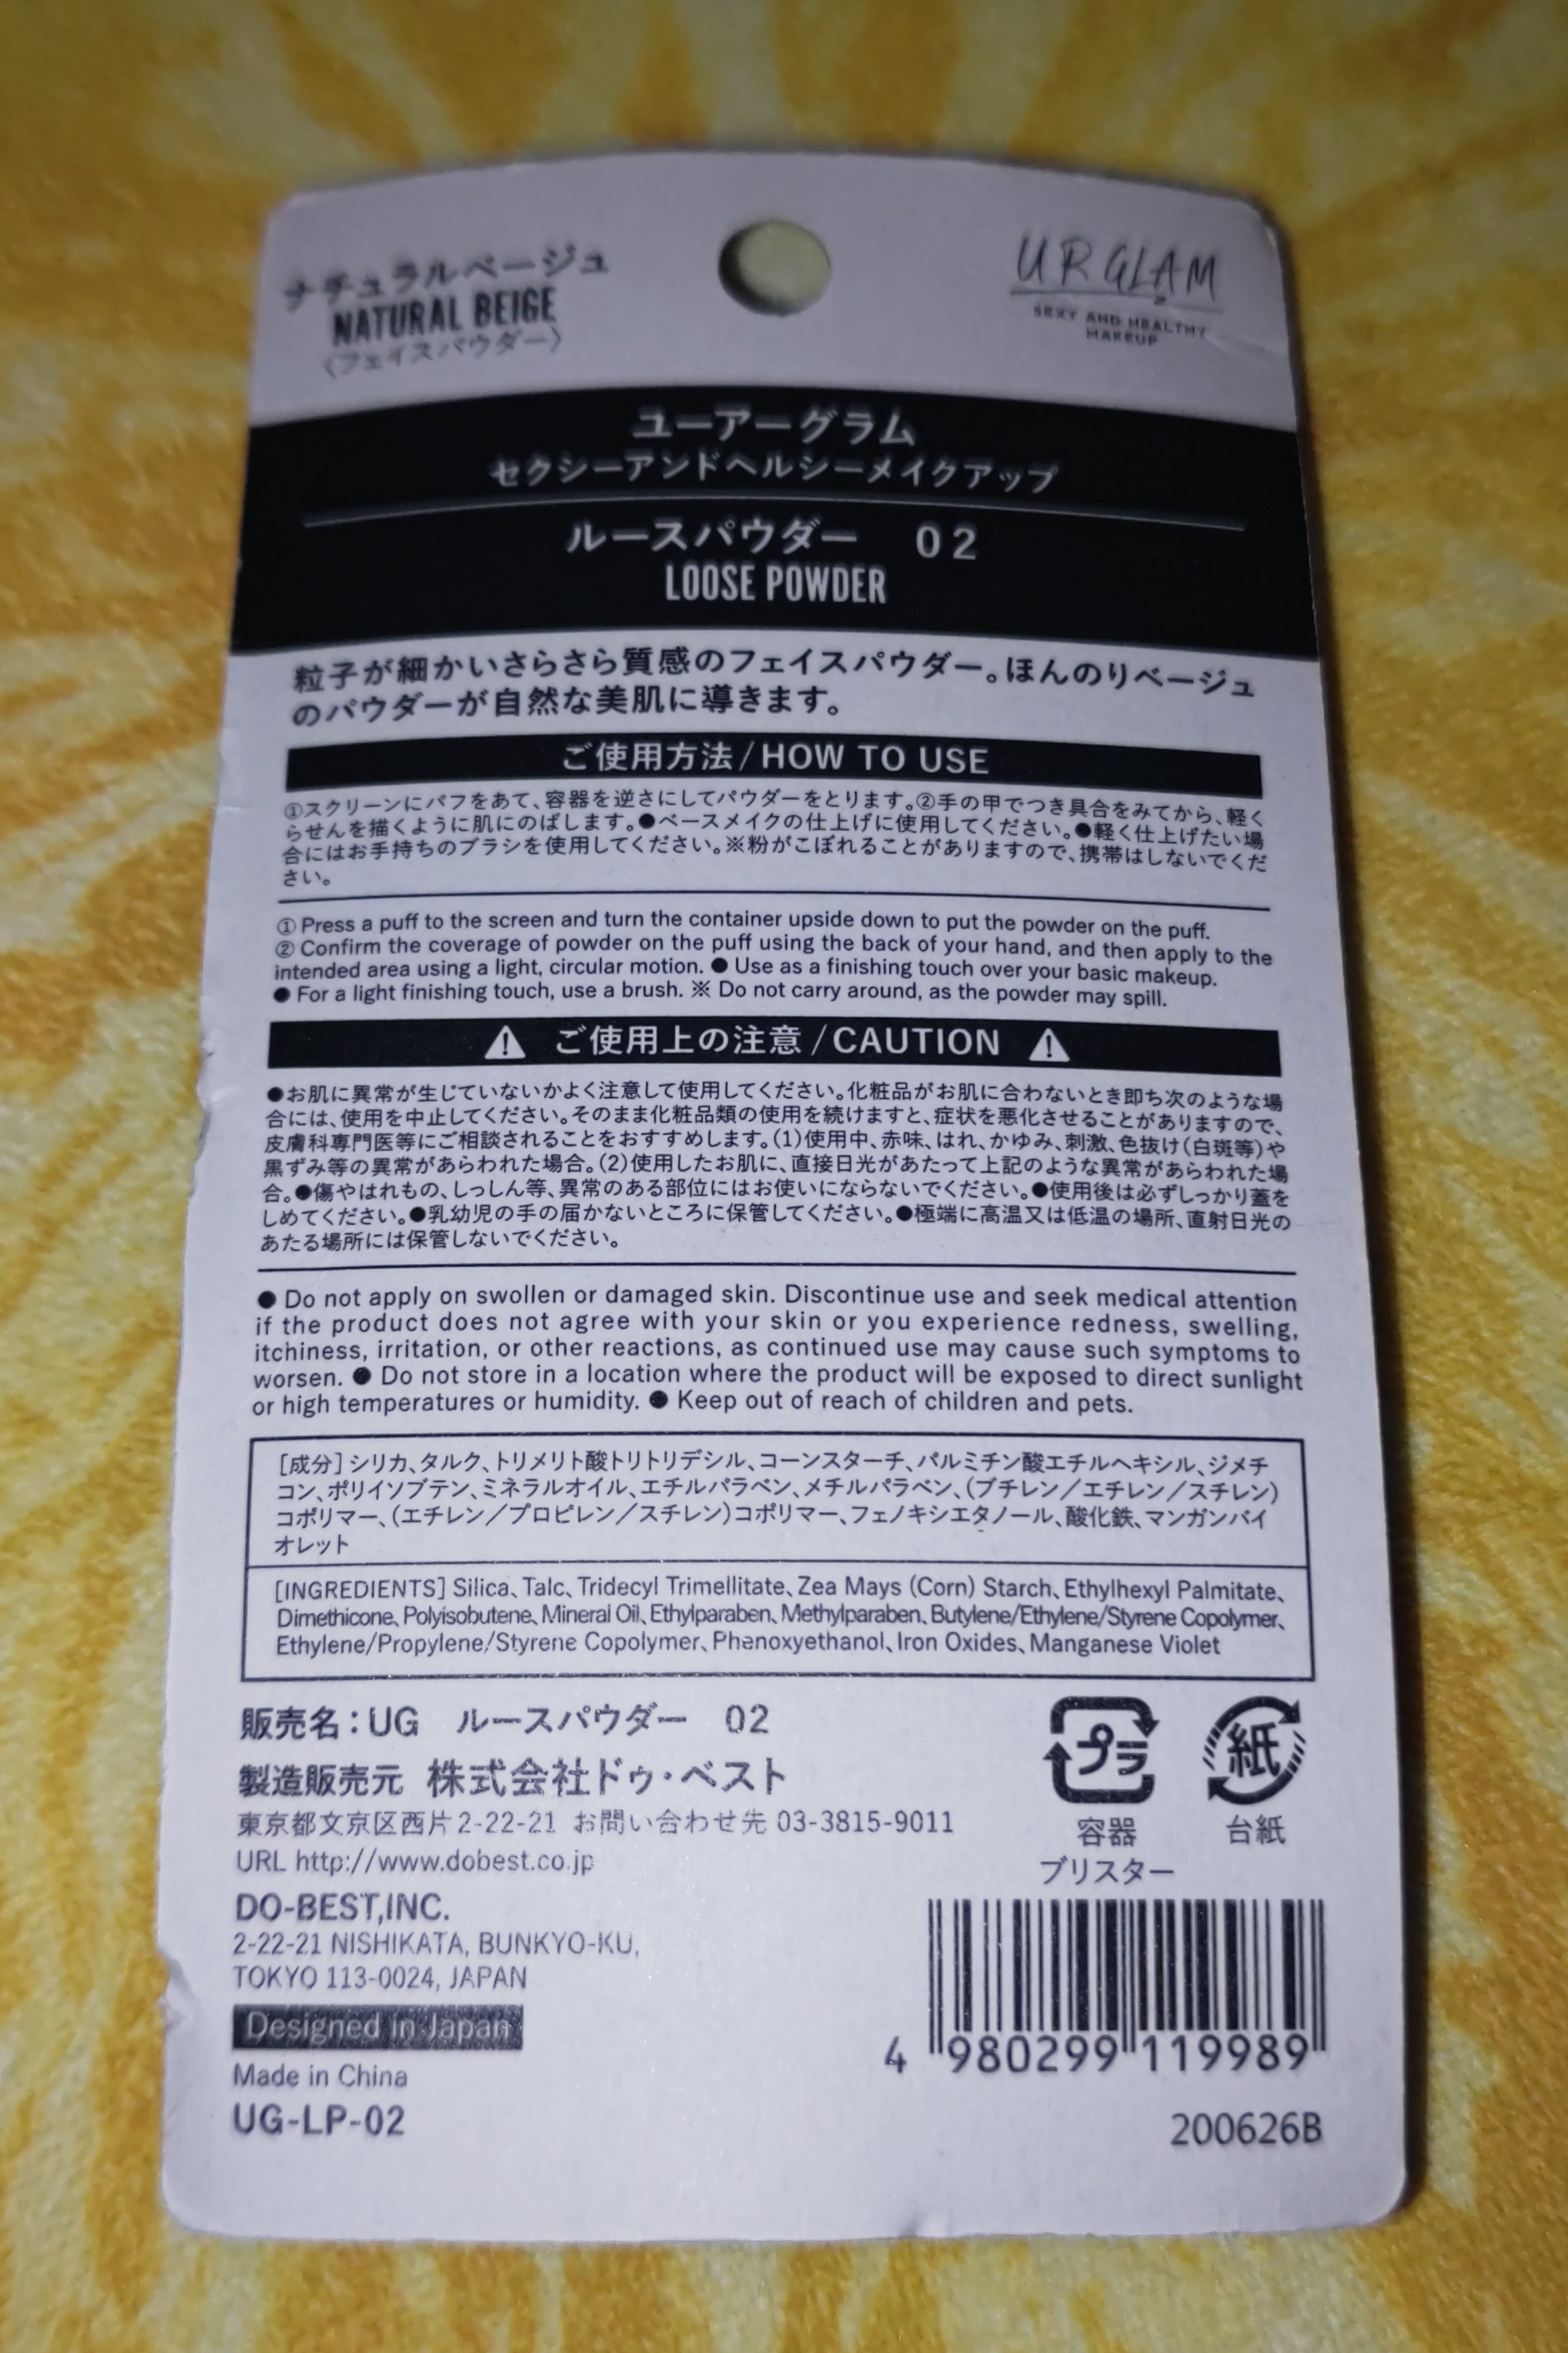 ナチュラルベージュ
NATURAL BEIGE
〈フェイスパウダー〉
UR GLAM
SEXY AND HEALTHY
MAKEUP
ユーアーグラム
セクシーアンドヘルシーメイクアップ
ルースパウダー 02
LOOSE POWDER
粒子が細かいさらさら質感のフェイスパウダー。ほんのりベージュ
のパウダーが自然な美肌に導きます。
ご使用方法/HOW TO USE
①スクリーンにパフをあて、容器を逆さにしてパウダーをとります。②手の甲でつき具合をみてから、軽く
らせんを描くように肌にのばします。●ベースメイクの仕上げに使用してください。●軽く仕上げたい場
合にはお手持ちのブラシを使用してください。※粉がこぼれることがありますので、携帯はしないでくだ
さい。
① Press a puff to the screen and turn the container upside down to put the powder on the puff.
② Confirm the coverage of powder on the puff using the back of your hand, and then apply to the
intended area using a light, circular motion. ● Use as a finishing touch over your basic makeup.
● For a light finishing touch, use a brush. ※ Do not carry around, as the powder may spill.
⚠ ご使用上の注意/CAUTION ⚠
●お肌に異常が生じていないかよく注意して使用してください。化粧品がお肌に合わないとき即ち次のような場
合には、使用を中止してください。そのまま化粧品類の使用を続けますと、症状を悪化させることがありますので、
皮膚科専門医等にご相談されることをおすすめします。(1)使用中、赤味、はれ、かゆみ、刺激、色抜け(白斑等)や
黒ずみ等の異常があらわれた場合。(2)使用したお肌に、直接日光があたって上記のような異常があらわれた場
合。●傷やはれもの、しっしん等、異常のある部位にはお使いにならないでください。●使用後は必ずしっかり蓋を
しめてください。●乳幼児の手の届かないところに保管してください。●極端に高温又は低温の場所、直射日光の
あたる場所には保管しないでください。
● Do not apply on swollen or damaged skin. Discontinue use and seek medical attention
if the product does not agree with your skin or you experience redness, swelling,
itchiness, irritation, or other reactions, as continued use may cause such symptoms to
worsen. ● Do not store in a location where the product will be exposed to direct sunlight
or high temperatures or humidity. ● Keep out of reach of children and pets.
[成分]シリカ、タルク、トリメリト酸トリトリデシル、コーンスターチ、パルミチン酸エチルヘキシル、ジメチ
コン、ポリイソブテン、ミネラルオイル、エチルパラベン、メチルパラベン、(ブチレン/エチレン/スチレン)
コポリマー、(エチレン/プロピレン/スチレン)コポリマー、フェノキシエタノール、酸化鉄、マンガンバイ
オレット
[INGREDIENTS] Silica、Talc、Tridecyl Trimellitate、Zea Mays (Corn) Starch、Ethylhexyl Palmitate、
Dimethicone、Polyisobutene、Mineral Oil、Ethylparaben、Methylparaben、Butylene/Ethylene/Styrene Copolymer、
Ethylene/Propylene/Styrene Copolymer、Phenoxyethanol、Iron Oxides、Manganese Violet
販売名：UG ルースパウダー 02
製造販売元 株式会社ドゥ・ベスト
東京都文京区西片2-22-21 お問い合わせ先 03-3815-9011
URL http://www.dobest.co.jp
DO-BEST,INC.
2-22-21 NISHIKATA, BUNKYO-KU,
TOKYO 113-0024, JAPAN
Designed in Japan
Made in China
UG-LP-02
プラ
容器
ブリスター
紙
台紙
4 980299 119989
200626B